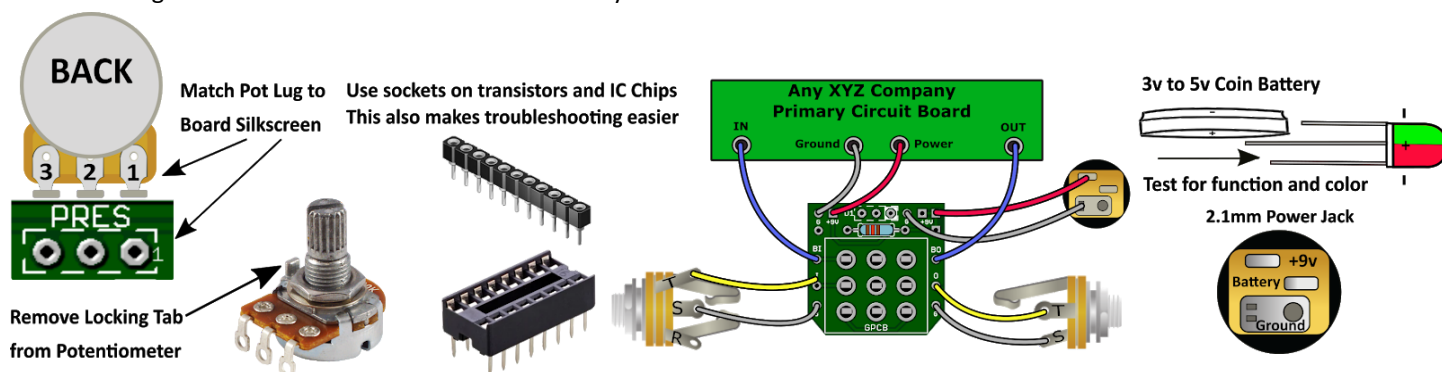 BACK
3 2 1
Match Pot Lug to
Board Silkscreen
PRES
1
Remove Locking Tab
from Potentiometer
Use sockets on transistors and IC Chips
This also makes troubleshooting easier
Any XYZ Company
Primary Circuit Board
IN
OUT
Ground
Power
D1
G +9V
G +9V
BI
BO
I
O
G
G
GPCB
T
S
R
T
S
3v to 5v Coin Battery
-
+
+
Test for function and color
2.1mm Power Jack
+9v
Battery
Ground